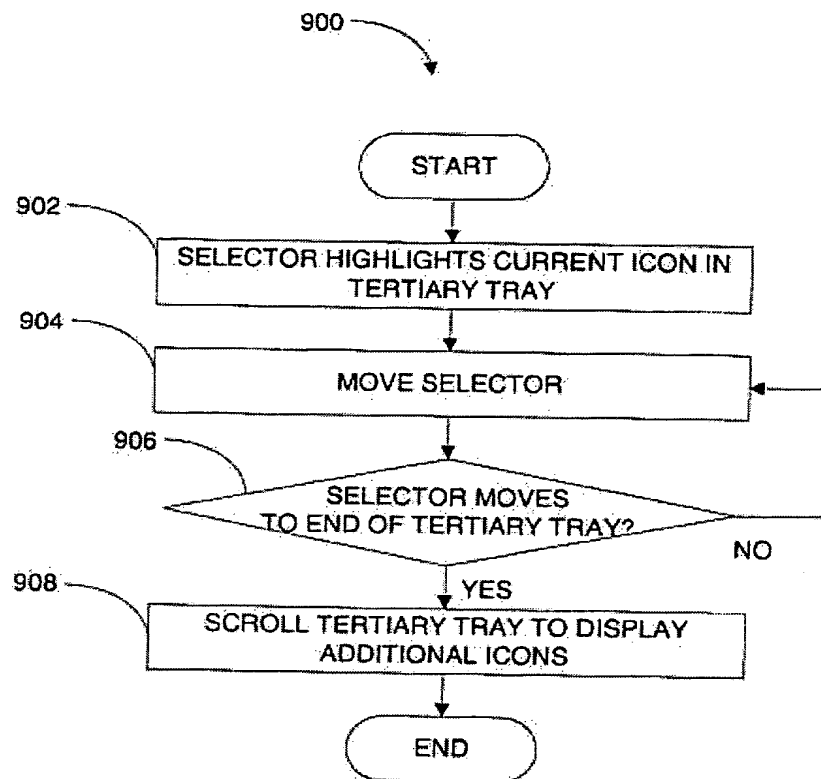 900
START
902
SELECTOR HIGHLIGHTS CURRENT ICON IN
TERTIARY TRAY
904
MOVE SELECTOR
906
SELECTOR MOVES
TO END OF TERTIARY TRAY?
NO
YES
908
SCROLL TERTIARY TRAY TO DISPLAY
ADDITIONAL ICONS
END